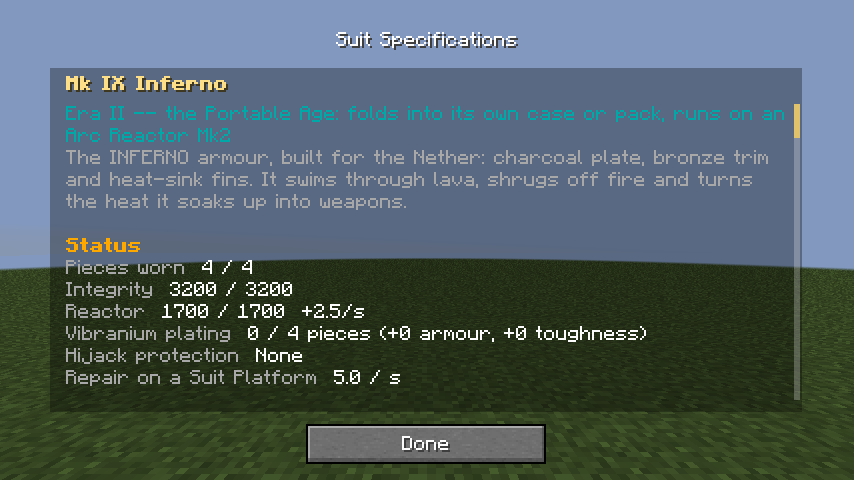 Suit Specifications
Mk IX Inferno
Era II -- the Portable Age: folds into its own case or pack, runs on an
Arc Reactor Mk2
The INFERNO armour, built for the Nether: charcoal plate, bronze trim
and heat-sink fins. It swims through lava, shrugs off fire and turns
the heat it soaks up into weapons.
Status
Pieces worn 4 / 4
Integrity 3200 / 3200
Reactor 1700 / 1700 +2.5/s
Vibranium plating 0 / 4 pieces (+0 armour, +0 toughness)
Hijack protection None
Repair on a Suit Platform 5.0 / s
Done